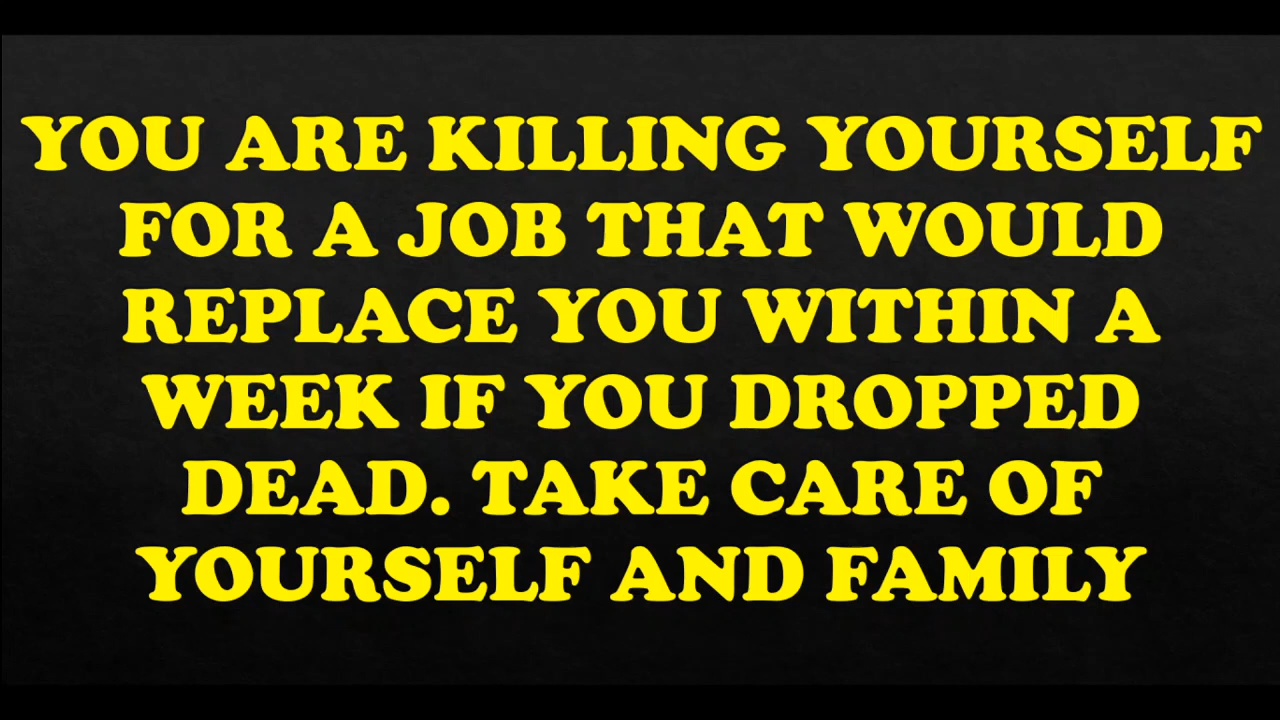 YOU ARE KILLING YOURSELF
FOR A JOB THAT WOULD
REPLACE YOU WITHIN A
WEEK IF YOU DROPPED
DEAD. TAKE CARE OF
YOURSELF AND FAMILY